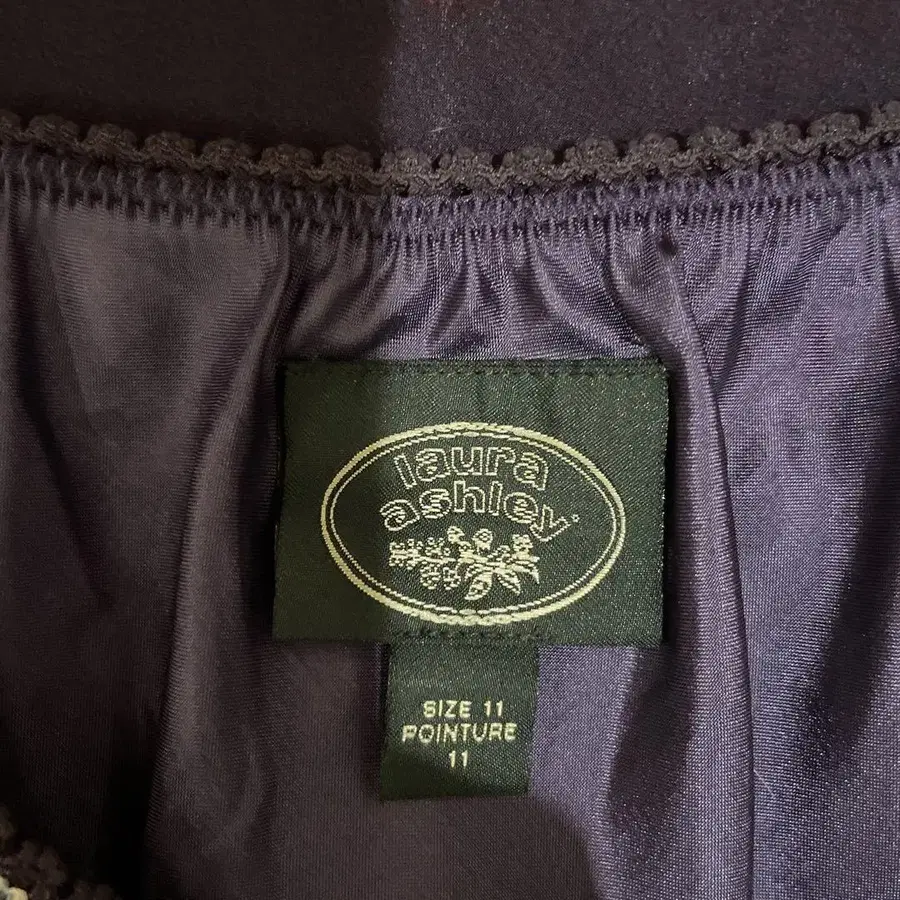 laura
ashley
SIZE 11
POINTURE
11